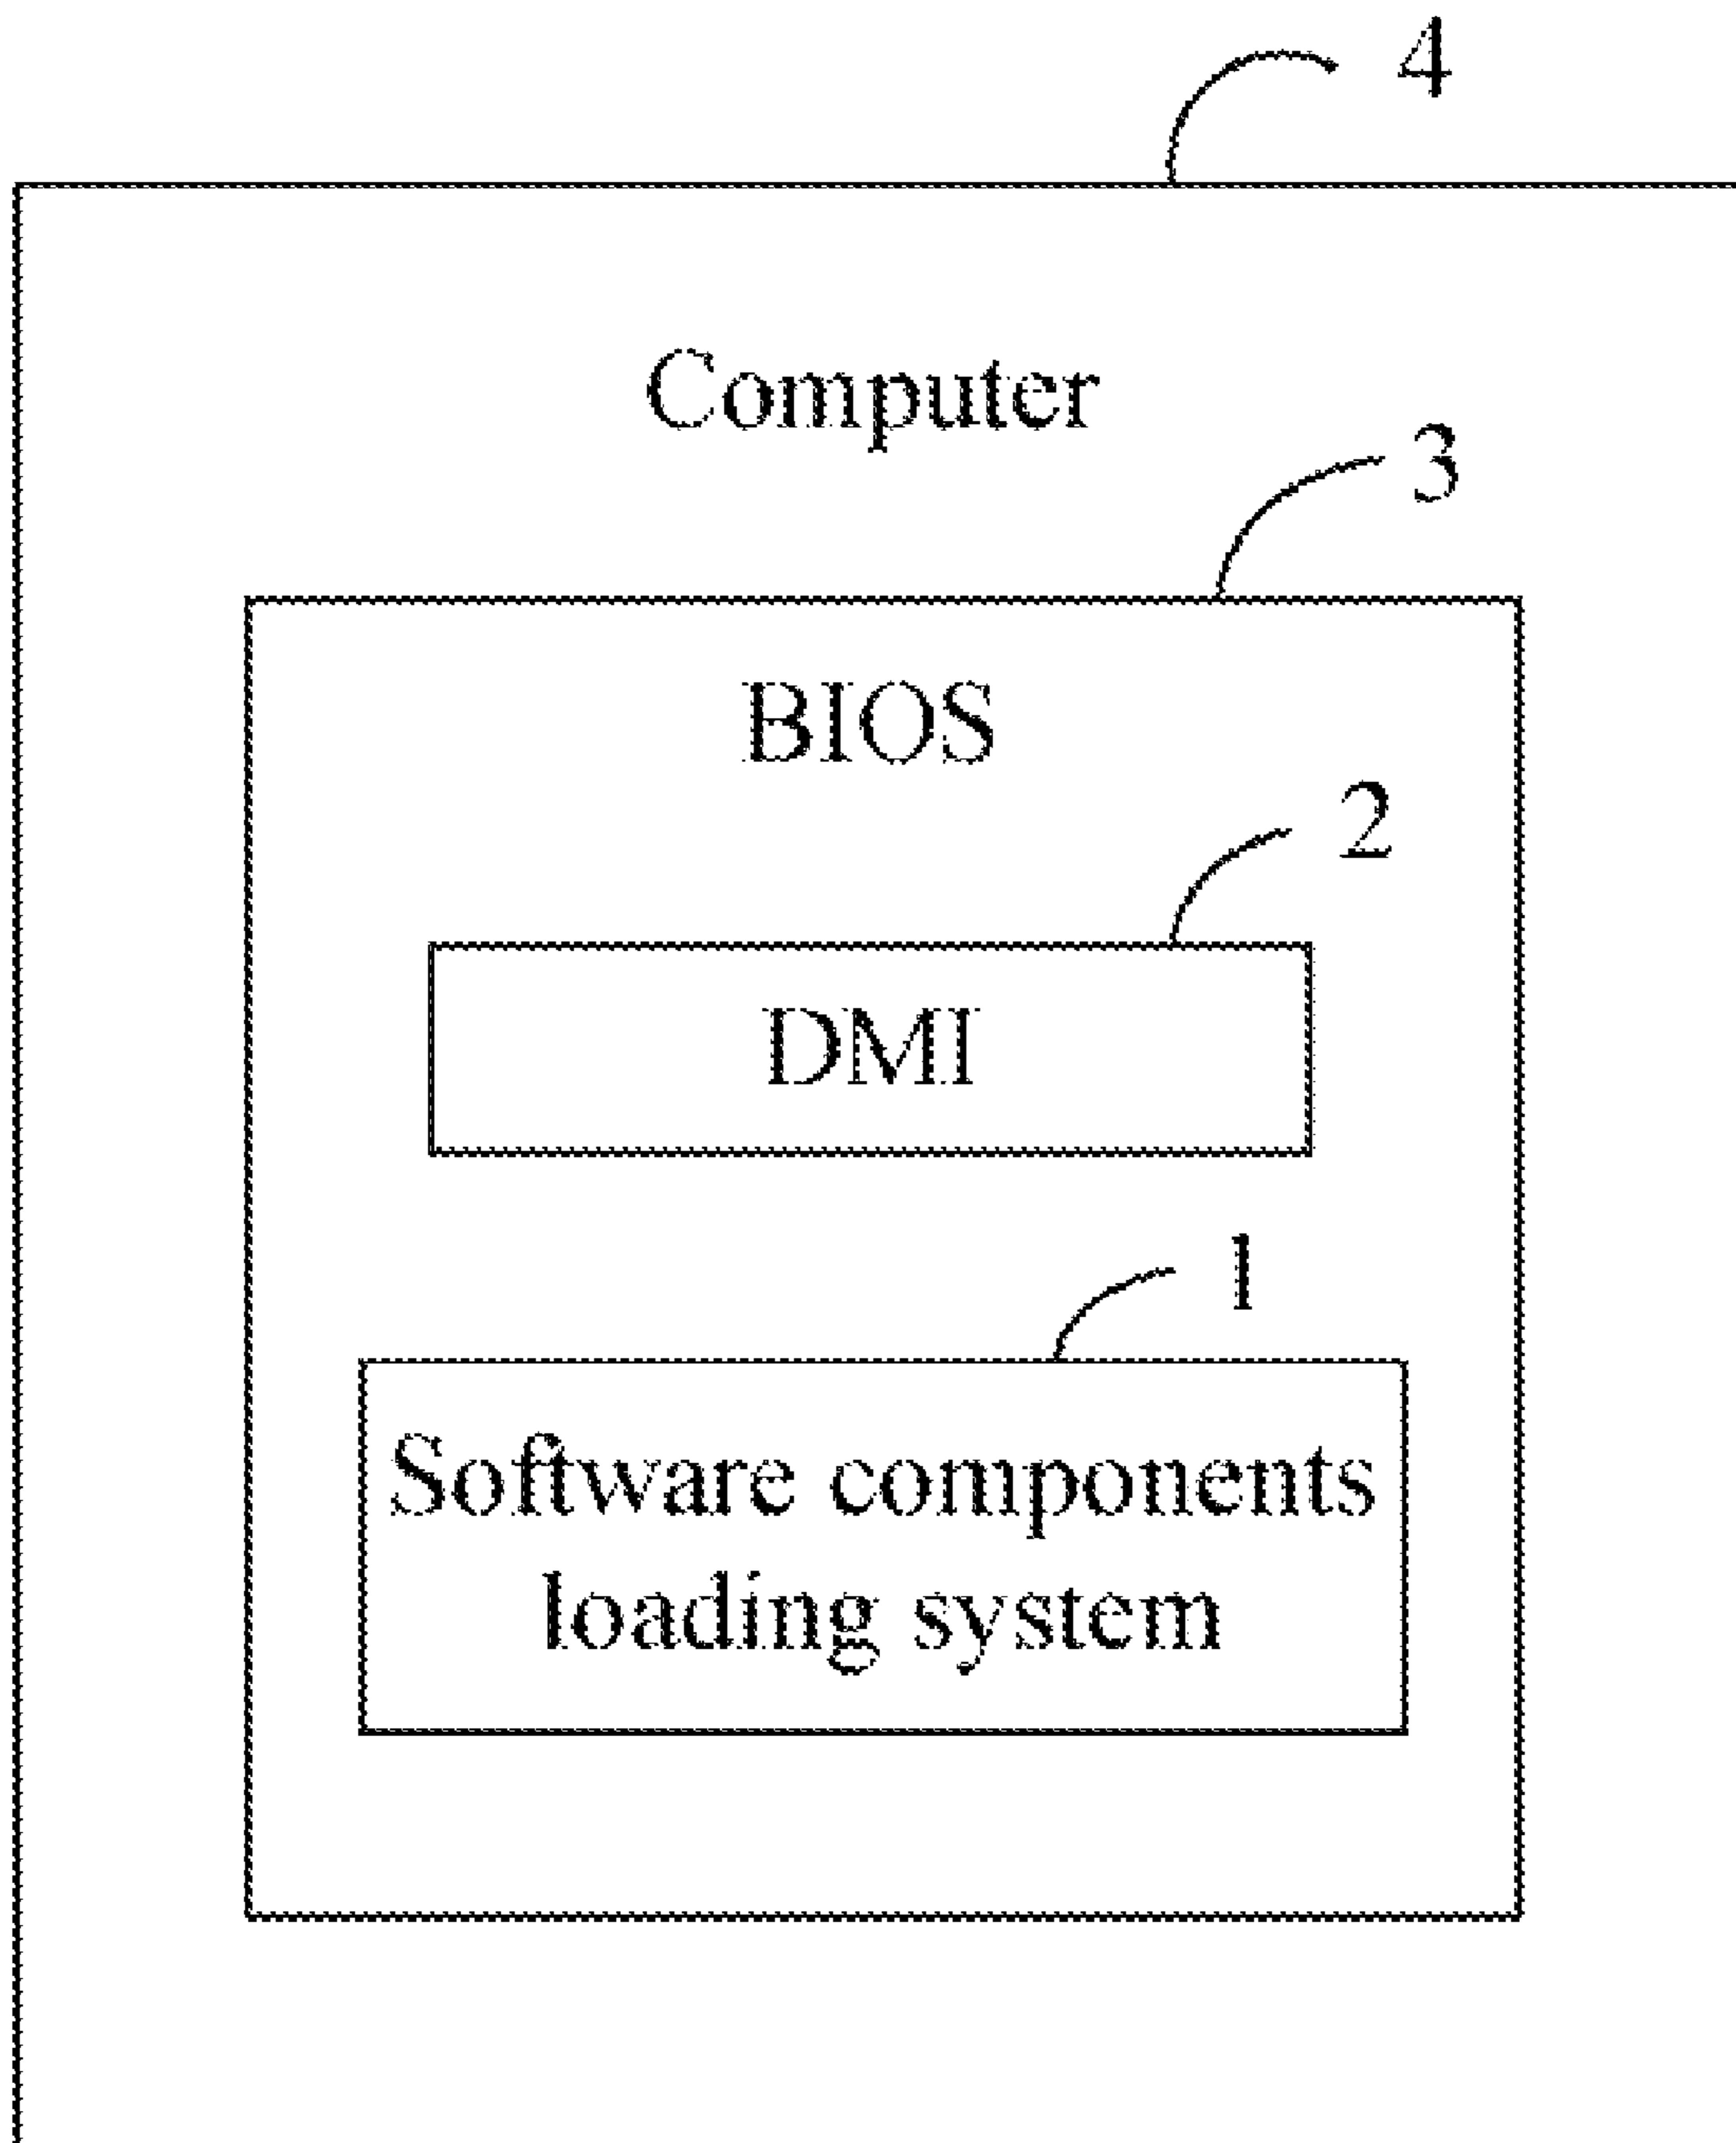 4
Computer
3
BIOS
2
DMI
1
Software components
loading system